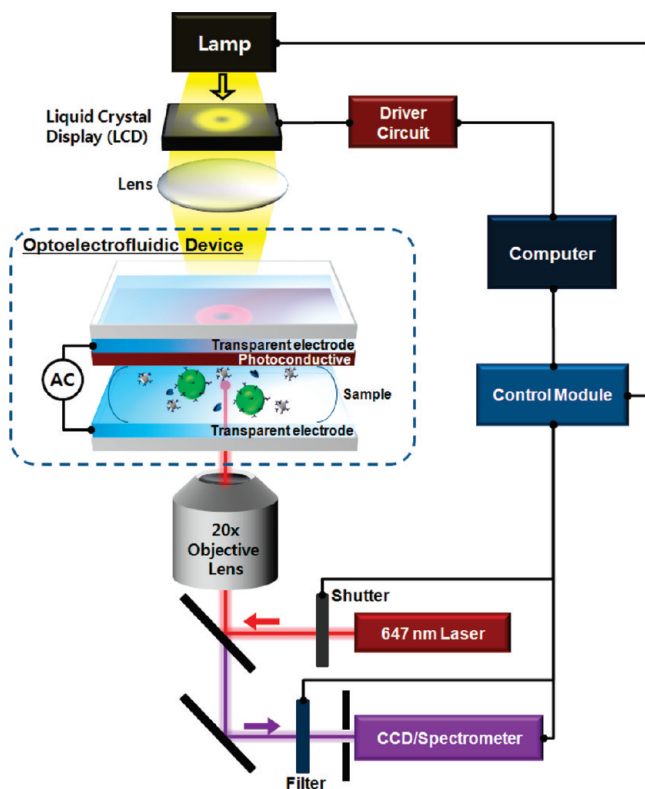 Lamp
Liquid Crystal
Display (LCD)
Driver
Circuit
Lens
Optoelectrofluidic Device
Computer
Transparent electrode
Photoconductive
AC
Sample
Control Module
Transparent electrode
20x
Objective
Lens
Shutter
647 nm Laser
CCD/Spectrometer
Filter